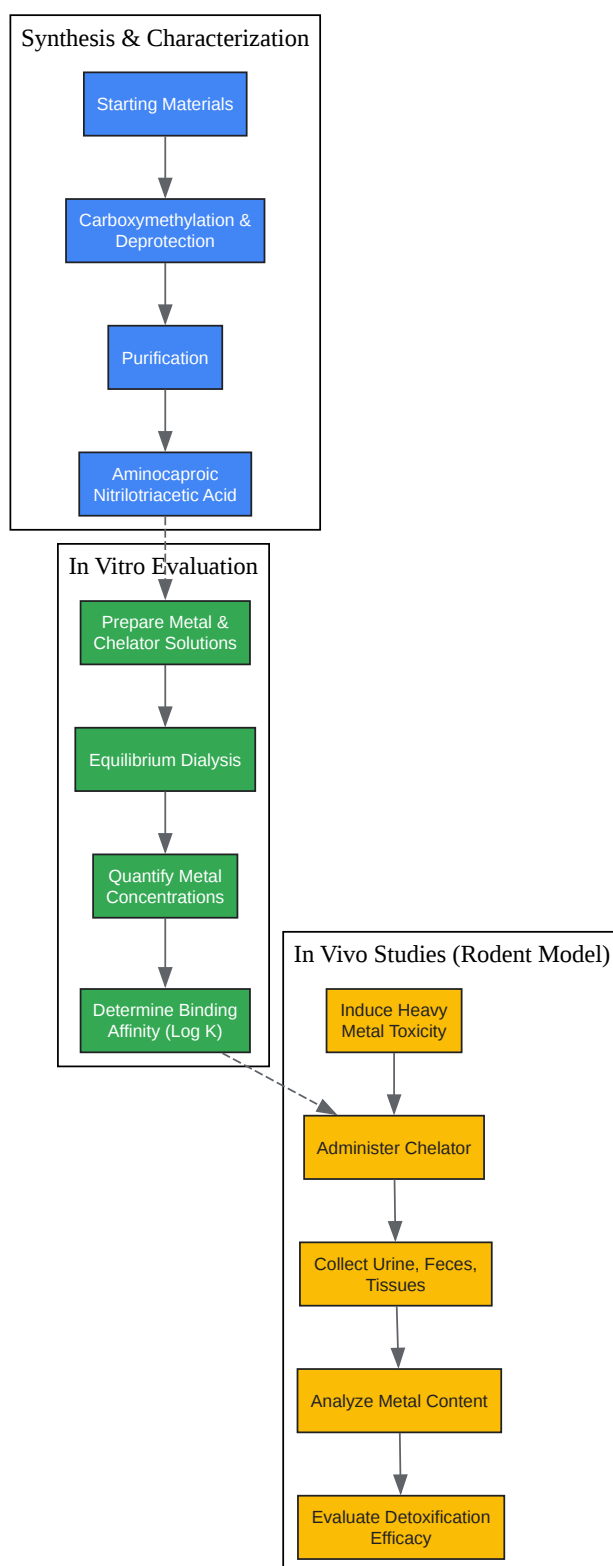 Synthesis & Characterization
Starting Materials
Carboxymethylation &
Deprotection
Purification
Aminocaproic
Nitrilotriacetic Acid
In Vitro Evaluation
Prepare Metal &
Chelator Solutions
Equilibrium Dialysis
Quantify Metal
Concentrations
Determine Binding
Affinity (Log K)
In Vivo Studies (Rodent Model)
Induce Heavy
Metal Toxicity
Administer Chelator
Collect Urine, Feces,
Tissues
Analyze Metal Content
Evaluate Detoxification
Efficacy